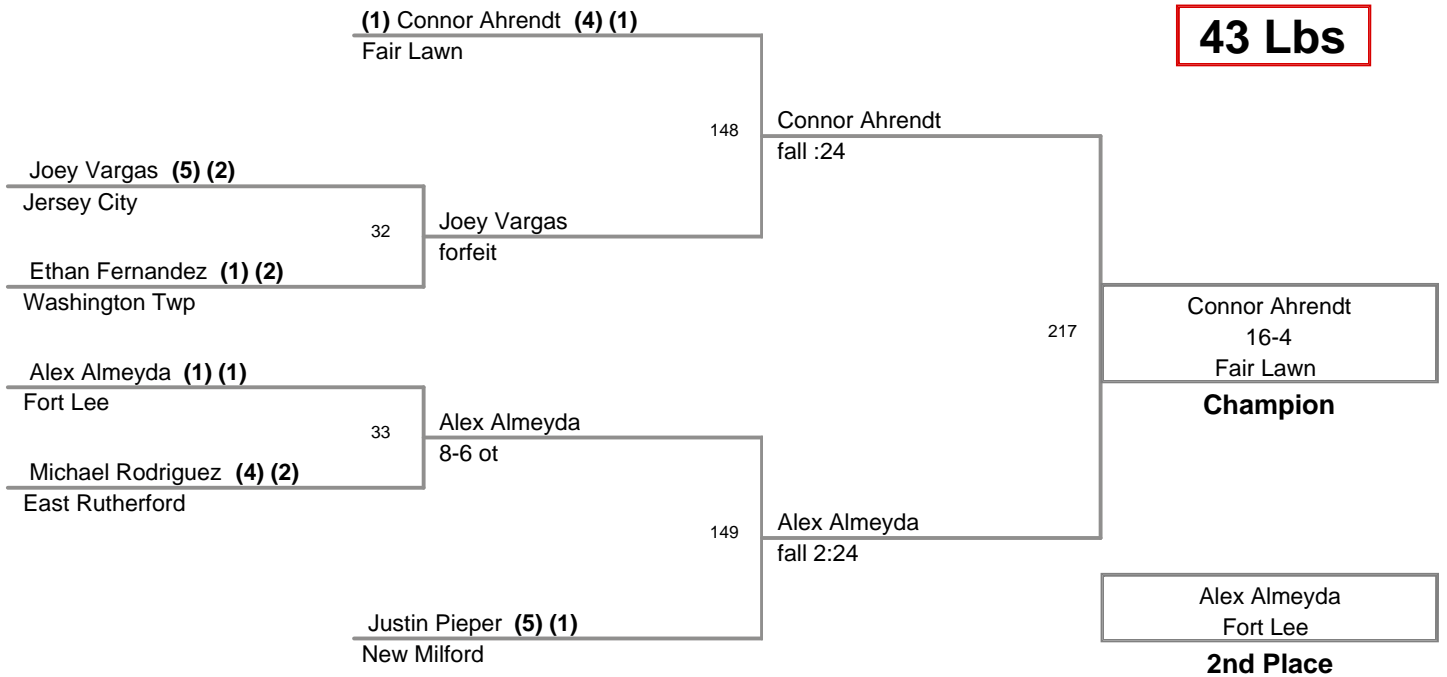 (1) Connor Ahrendt (4) (1)
Fair Lawn
43 Lbs
148
Connor Ahrendt
fall :24
Joey Vargas (5) (2)
Jersey City
32
Joey Vargas
forfeit
Ethan Fernandez (1) (2)
Washington Twp
217
Connor Ahrendt
16-4
Fair Lawn
Champion
Alex Almeyda (1) (1)
Fort Lee
33
Alex Almeyda
8-6 ot
Michael Rodriguez (4) (2)
East Rutherford
149
Alex Almeyda
fall 2:24
Justin Pieper (5) (1)
New Milford
Alex Almeyda
Fort Lee
2nd Place